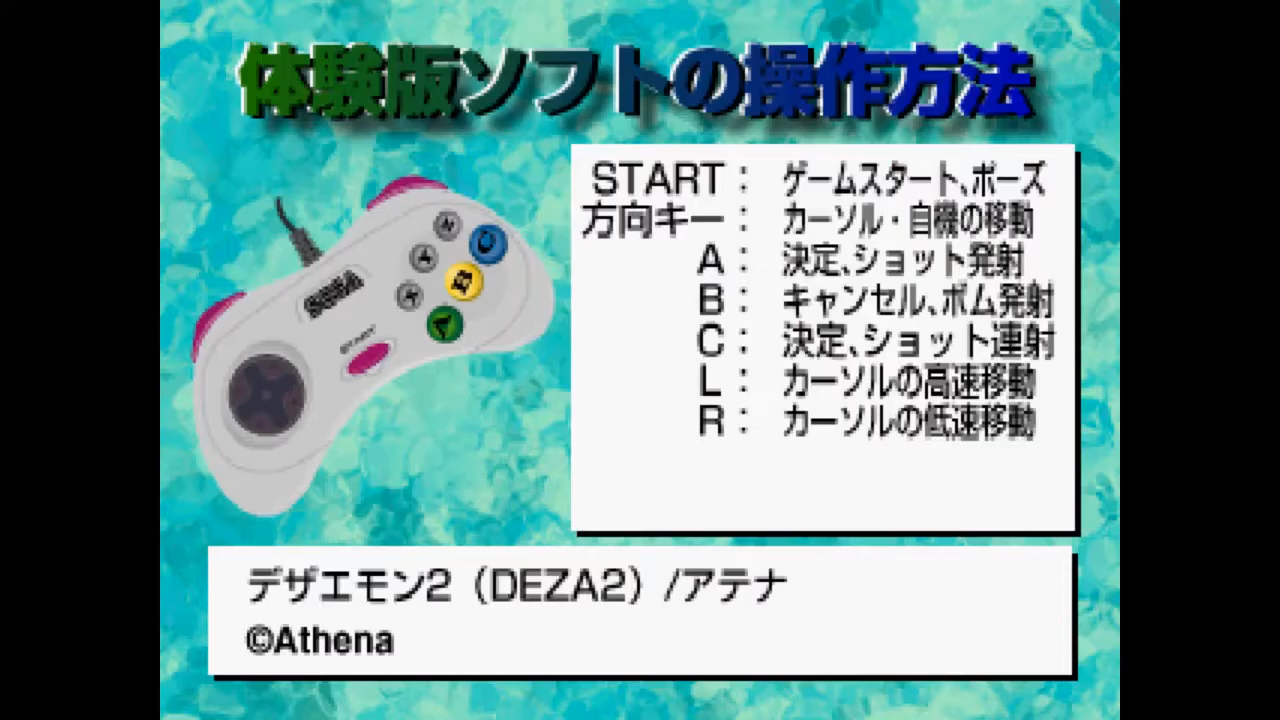 体験版ソフトの操作方法
START： ゲームスタート、ポーズ
方向キー： カーソル・自機の移動
A： 決定、ショット発射
B： キャンセル、ボム発射
C： 決定、ショット連射
L： カーソルの高速移動
R： カーソルの低速移動
SEGA
START
X
Y
Z
A
B
C
デザエモン2（DEZA2）/アテナ
©Athena